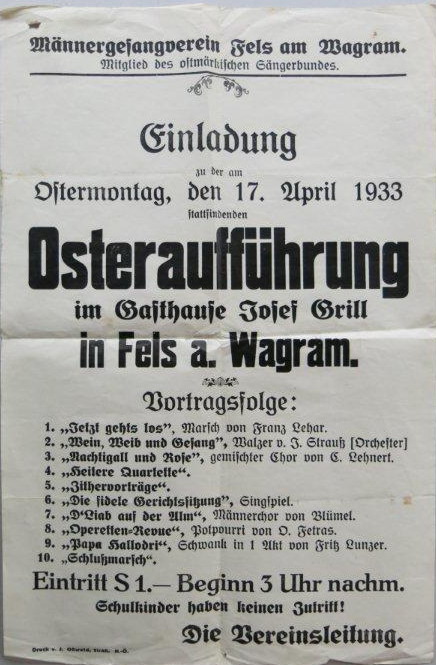 Männergesangverein Fels am Wagram.
Mitglied des ostmärkischen Sängerbundes.
Einladung
zu der am
Ostermontag, den 17. April 1933
stattfindenden
Osteraufführung
im Gasthause Josef Grill
in Fels a. Wagram.
Vortragsfolge:
1. „Jetzt gehts los", Marsch von Franz Lehar.
2. „Wein, Weib und Gesang", Walzer v. J. Strauß [Orchester]
3. „Nachtigall und Rose", gemischter Chor von C. Lehnert.
4. „Heitere Quartette".
5. „Zithervorträge".
6. „Die fidele Gerichtssitzung", Singspiel.
7. „D'Liab auf der Alm", Männerchor von Blümel.
8. „Operetten-Revue", Potpourri von O. Fetras.
9. „Papa Hallodri", Schwank in 1 Akt von Fritz Lunzer.
10. „Schlußmarsch".
Eintritt S 1.— Beginn 3 Uhr nachm.
Schulkinder haben keinen Zutritt!
Die Vereinsleitung.
Druck v. J. N.-Ö.